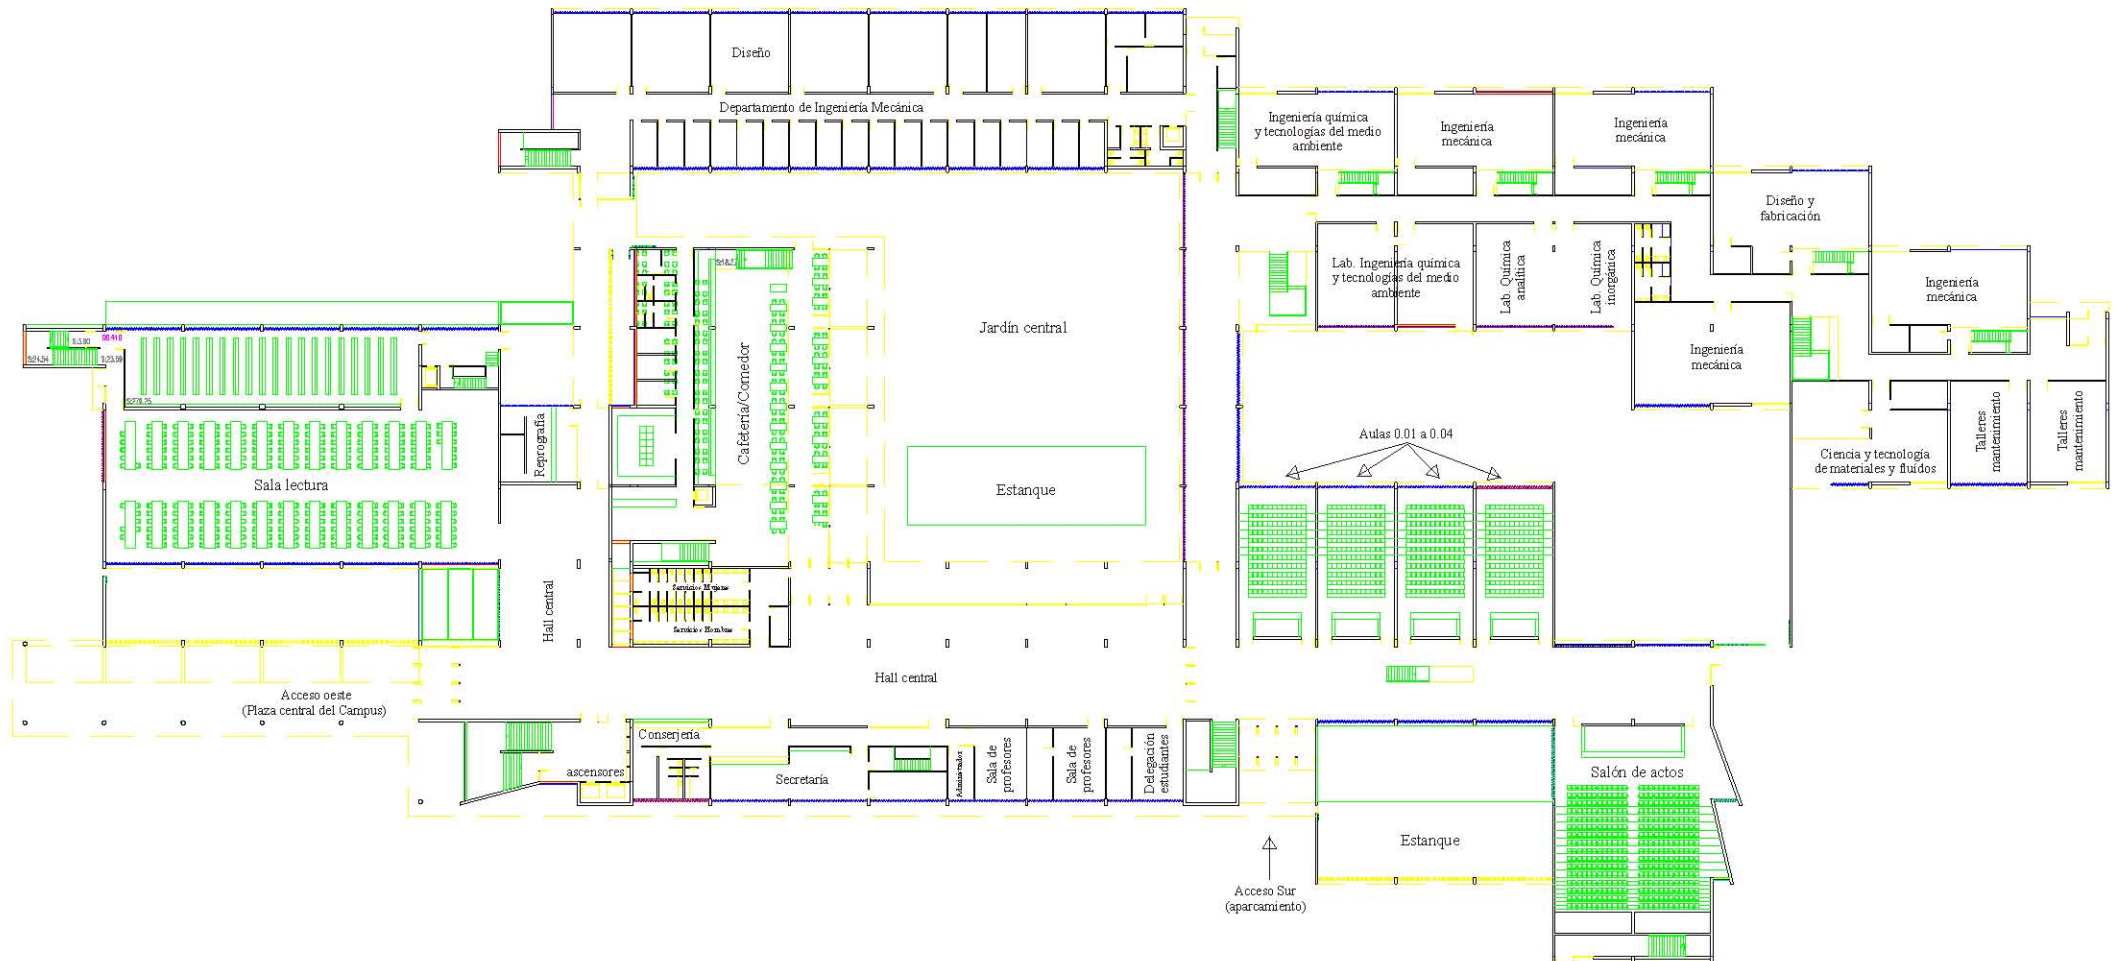 Diseño
Departamento de Ingeniería Mecánica
Ingeniería química
y tecnologías del medio
ambiente
Ingeniería
mecánica
Ingeniería
mecánica
Diseño y
fabricación
Lab. Ingeniería química
y tecnologías del medio
ambiente
Lab. Química
analítica
Lab. Química
inorgánica
Ingeniería
mecánica
Ingeniería
mecánica
Jardín central
Cafetería/Comedor
Reprografía
Sala lectura
Estanque
Aulas 0.01 a 0.04
Ciencia y tecnología
de materiales y fluídos
Talleres
mantenimiento
Talleres
mantenimiento
Servicios Mujeres
Servicios Hombres
Hall central
Hall central
Acceso oeste
(Plaza central del Campus)
Conserjería
ascensores
Secretaría
Administrador
Sala de
profesores
Sala de
profesores
Delegación
estudiantes
Salón de actos
Estanque
Acceso Sur
(aparcamiento)